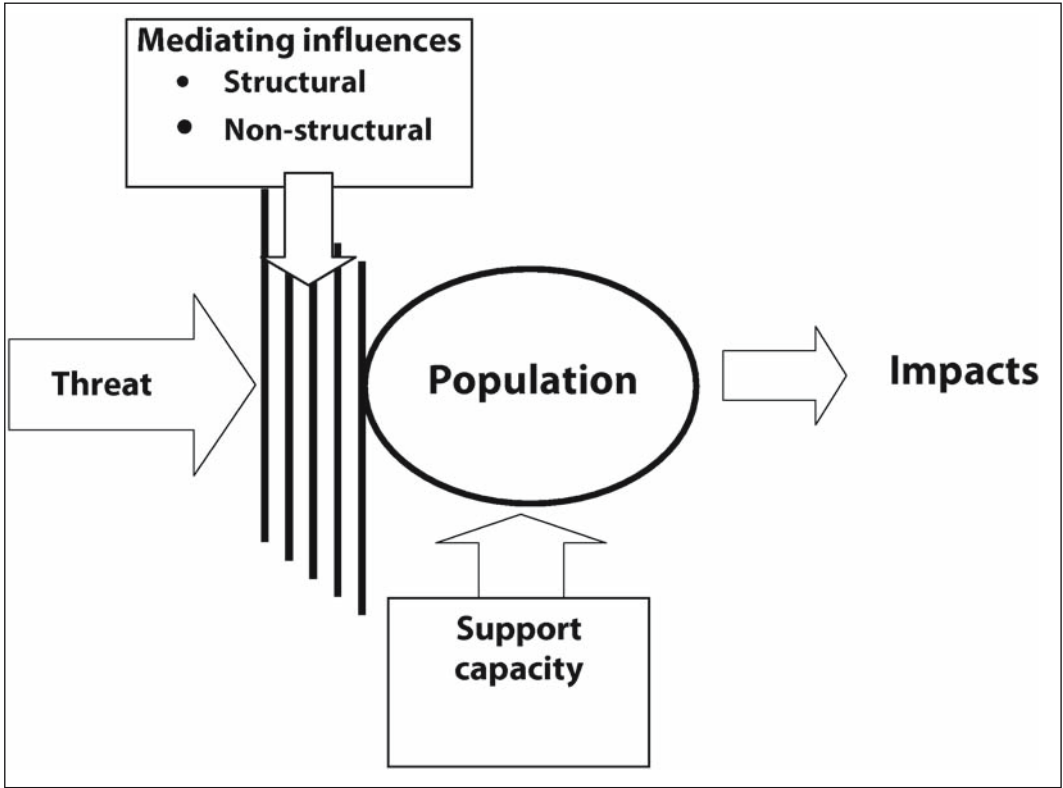 Mediating influences
• Structural
• Non-structural
Threat
Population
Impacts
Support
capacity